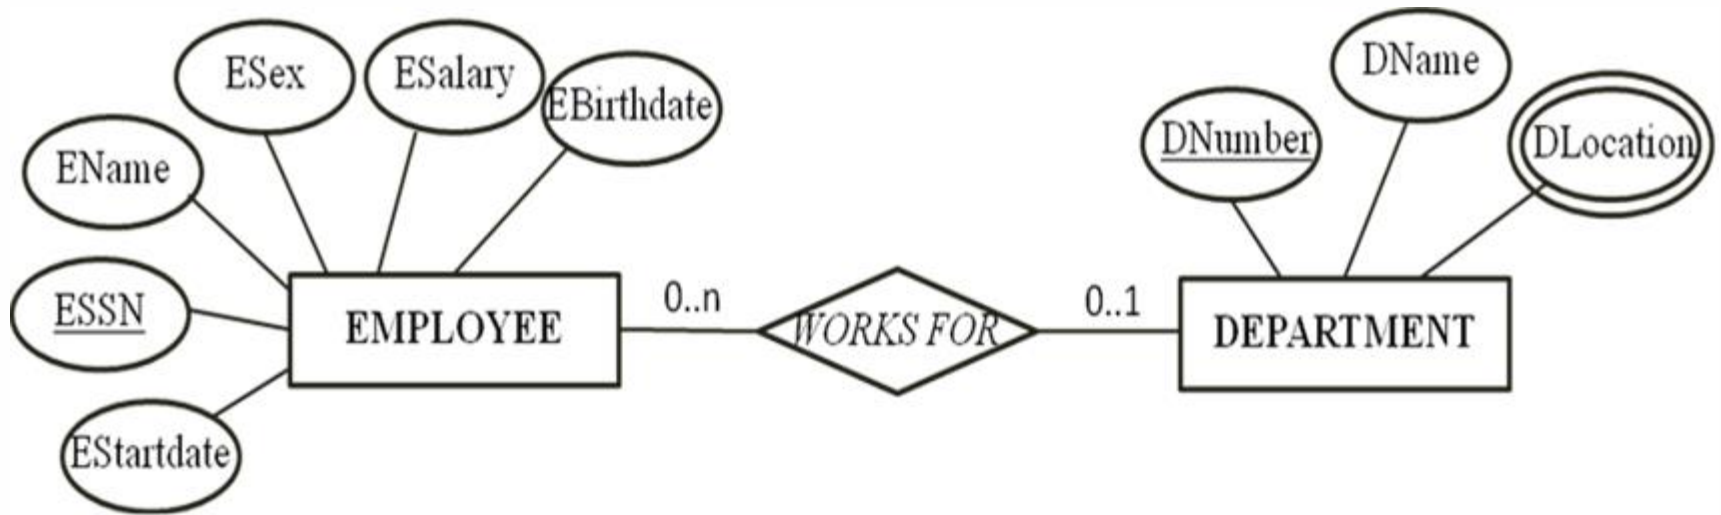 ESex
ESalary
EBirthdate
EName
ESSN
EStartdate
EMPLOYEE
0..n
WORKS FOR
0..1
DEPARTMENT
DNumber
DName
DLocation